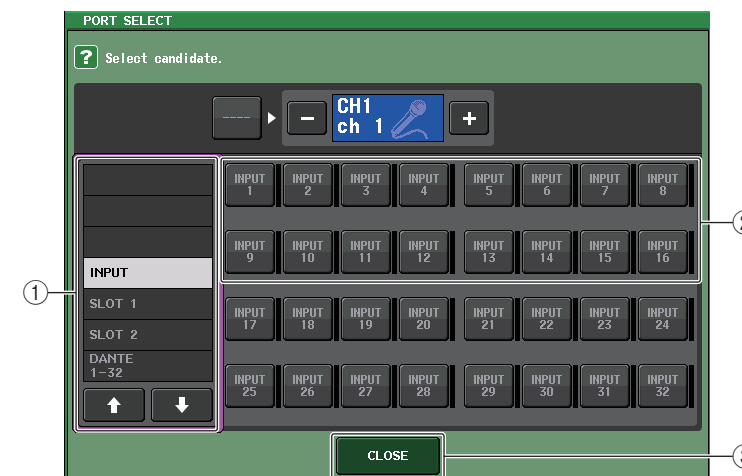 PORT SELECT
? Select candidate.
----
−
CH1
ch 1
+
INPUT
SLOT 1
SLOT 2
DANTE
1-32
INPUT 1 INPUT 2 INPUT 3 INPUT 4 INPUT 5 INPUT 6 INPUT 7 INPUT 8
INPUT 9 INPUT 10 INPUT 11 INPUT 12 INPUT 13 INPUT 14 INPUT 15 INPUT 16
INPUT 17 INPUT 18 INPUT 19 INPUT 20 INPUT 21 INPUT 22 INPUT 23 INPUT 24
INPUT 25 INPUT 26 INPUT 27 INPUT 28 INPUT 29 INPUT 30 INPUT 31 INPUT 32
CLOSE
①
②
③